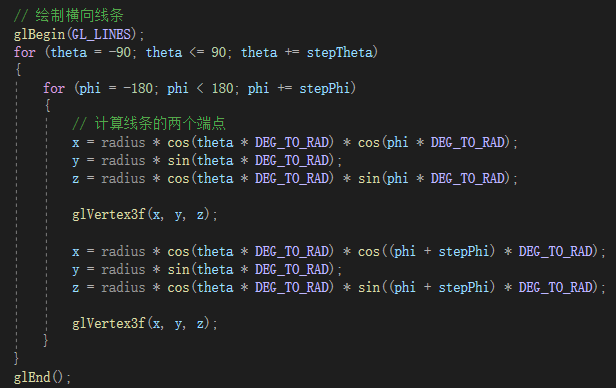 // 绘制横向线条
glBegin(GL_LINES);
for (theta = -90; theta <= 90; theta += stepTheta)
{
    for (phi = -180; phi < 180; phi += stepPhi)
    {
        // 计算线条的两个端点
        x = radius * cos(theta * DEG_TO_RAD) * cos(phi * DEG_TO_RAD);
        y = radius * sin(theta * DEG_TO_RAD);
        z = radius * cos(theta * DEG_TO_RAD) * sin(phi * DEG_TO_RAD);

        glVertex3f(x, y, z);

        x = radius * cos(theta * DEG_TO_RAD) * cos((phi + stepPhi) * DEG_TO_RAD);
        y = radius * sin(theta * DEG_TO_RAD);
        z = radius * cos(theta * DEG_TO_RAD) * sin((phi + stepPhi) * DEG_TO_RAD);

        glVertex3f(x, y, z);
    }
}
glEnd();